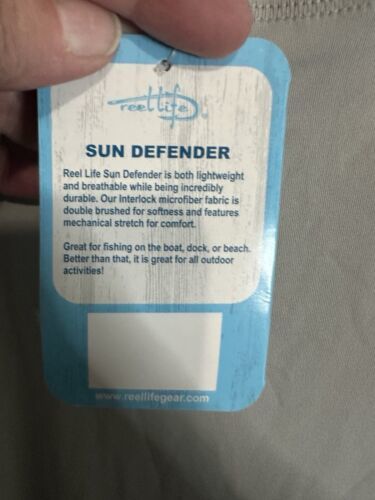 reel life
SUN DEFENDER
Reel Life Sun Defender is both lightweight
and breathable while being incredibly
durable. Our Interlock microfiber fabric is
double brushed for softness and features
mechanical stretch for comfort.
Great for fishing on the boat, dock, or beach.
Better than that, it is great for all outdoor
activities!
www.reellifegear.com